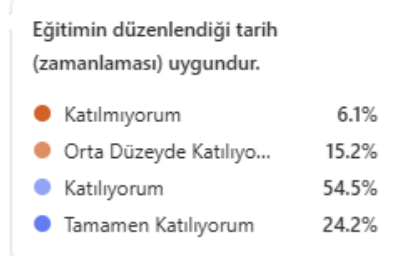 Eğitimin düzenlendiği tarih
(zamanlaması) uygundur.
Katılmıyorum 6.1%
Orta Düzeyde Katılıyo... 15.2%
Katılıyorum 54.5%
Tamamen Katılıyorum 24.2%